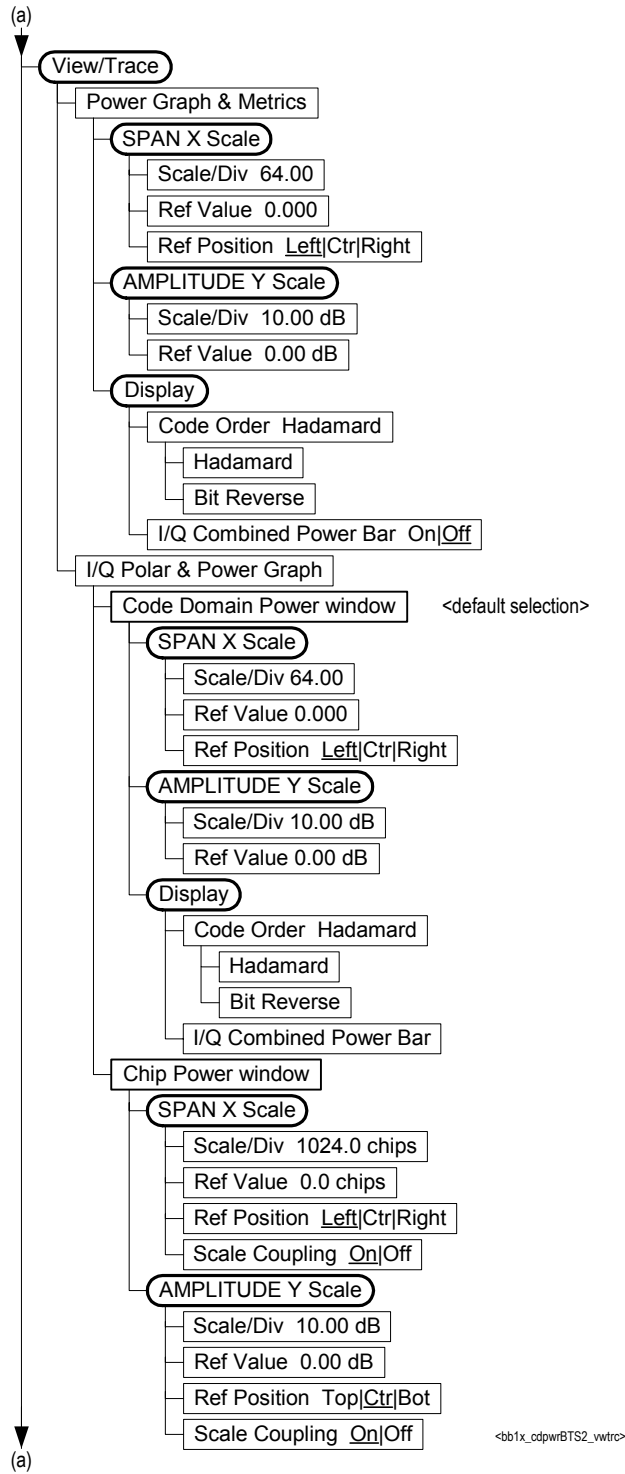 (a)
View/Trace
Power Graph & Metrics
SPAN X Scale
Scale/Div 64.00
Ref Value 0.000
Ref Position Left|Ctr|Right
AMPLITUDE Y Scale
Scale/Div 10.00 dB
Ref Value 0.00 dB
Display
Code Order Hadamard
Hadamard
Bit Reverse
I/Q Combined Power Bar On|Off
I/Q Polar & Power Graph
Code Domain Power window <default selection>
SPAN X Scale
Scale/Div 64.00
Ref Value 0.000
Ref Position Left|Ctr|Right
AMPLITUDE Y Scale
Scale/Div 10.00 dB
Ref Value 0.00 dB
Display
Code Order Hadamard
Hadamard
Bit Reverse
I/Q Combined Power Bar
Chip Power window
SPAN X Scale
Scale/Div 1024.0 chips
Ref Value 0.0 chips
Ref Position Left|Ctr|Right
Scale Coupling On|Off
AMPLITUDE Y Scale
Scale/Div 10.00 dB
Ref Value 0.00 dB
Ref Position Top|Ctr|Bot
Scale Coupling On|Off <bb1x_cdpwrBTS2_vwtrc>
(a)